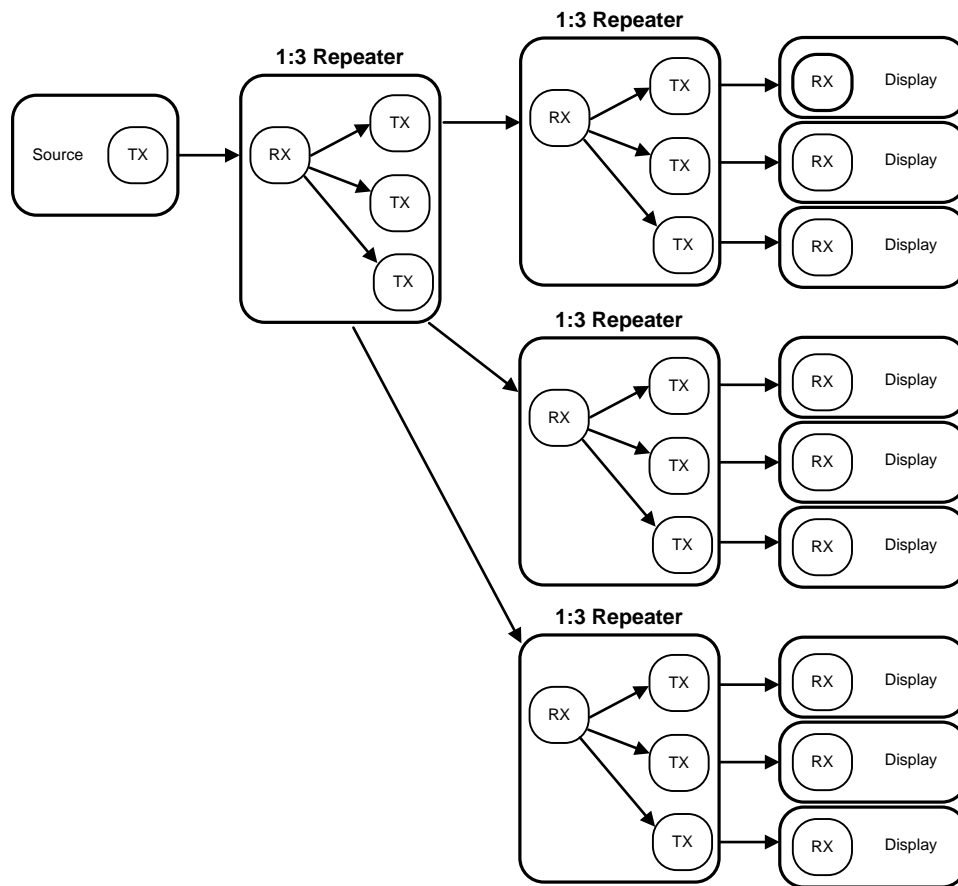 1:3 Repeater
1:3 Repeater
Source
TX
RX
TX
TX
TX
RX
TX
TX
TX
RX
Display
RX
Display
RX
Display
1:3 Repeater
RX
TX
TX
TX
RX
Display
RX
Display
RX
Display
1:3 Repeater
RX
TX
TX
TX
RX
Display
RX
Display
RX
Display